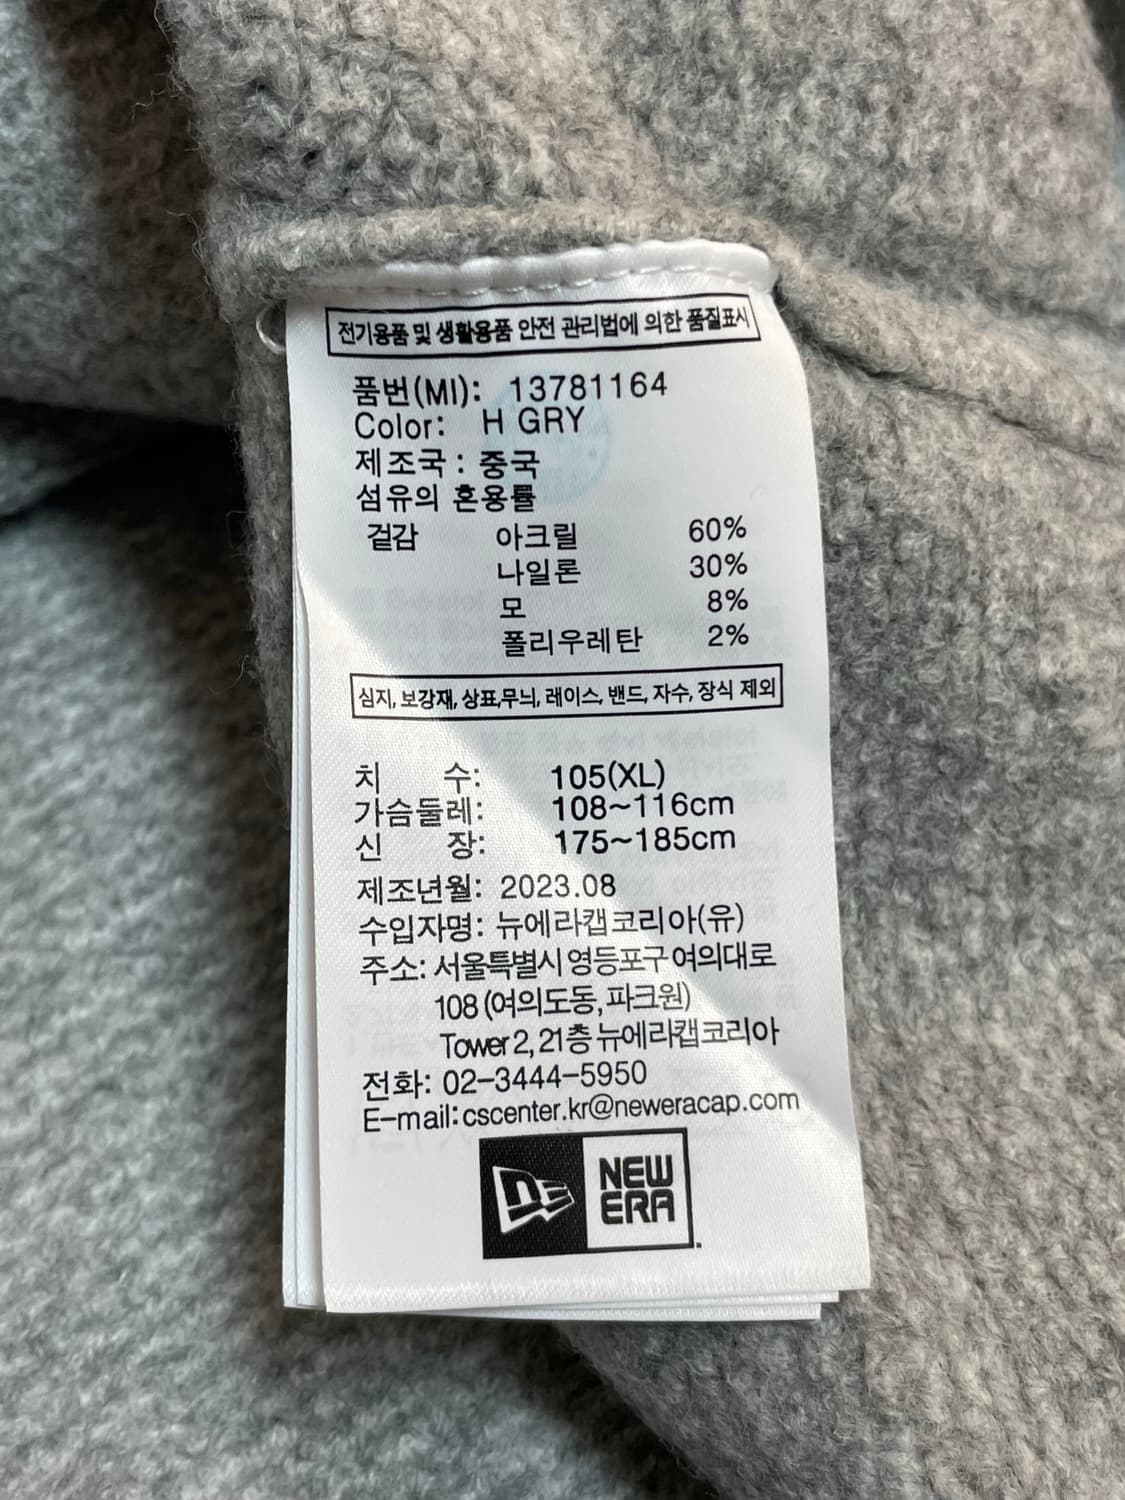 전기용품 및 생활용품 안전 관리법에 의한 품질표시
품번(MI): 13781164
Color: H GRY
제조국 : 중국
섬유의 혼용률
겉감 아크릴 60%
나일론 30%
모 8%
폴리우레탄 2%
심지, 보강재, 상표,무늬, 레이스, 밴드, 자수, 장식 제외
치 수: 105(XL)
가슴둘레: 108~116cm
신 장: 175~185cm
제조년월: 2023.08
수입자명: 뉴에라캡코리아(유)
주소: 서울특별시 영등포구 여의대로
108 (여의도동, 파크원)
Tower 2, 21층 뉴에라캡코리아
전화: 02-3444-5950
E-mail:cscenter.kr@neweracap.com
NEW
ERA